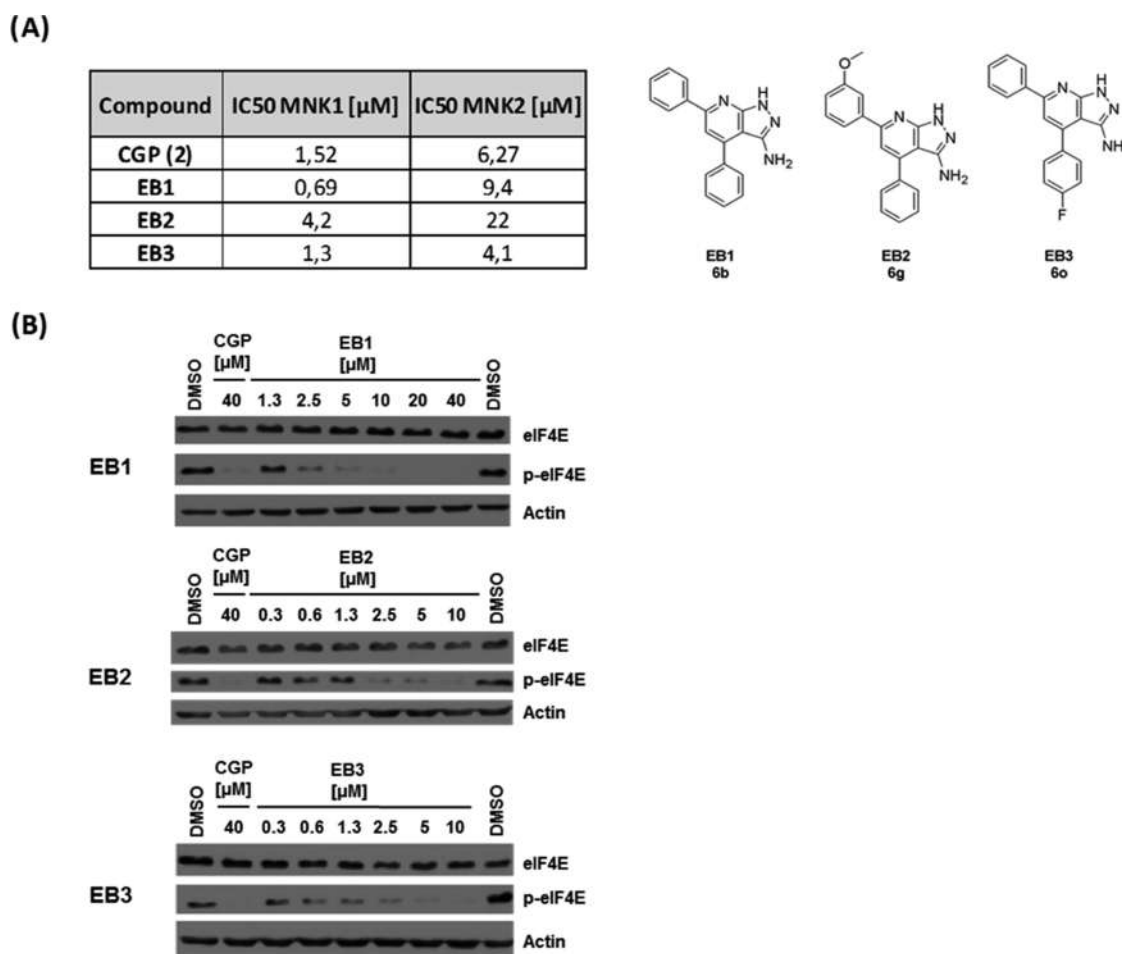 (A)
Compound IC50 MNK1 [µM] IC50 MNK2 [µM]
CGP (2) 1,52 6,27
EB1 0,69 9,4
EB2 4,2 22
EB3 1,3 4,1
N H N N NH2
O N H N N NH2
N H N N NH F
EB1 EB2 EB3
6b 6g 6o
(B)
DMSO CGP [µM] EB1 [µM] DMSO
40 1.3 2.5 5 10 20 40
eIF4E
EB1
p-eIF4E
Actin
DMSO CGP [µM] EB2 [µM] DMSO
40 0.3 0.6 1.3 2.5 5 10
eIF4E
EB2
p-eIF4E
Actin
DMSO CGP [µM] EB3 [µM] DMSO
40 0.3 0.6 1.3 2.5 5 10
eIF4E
EB3
p-eIF4E
Actin